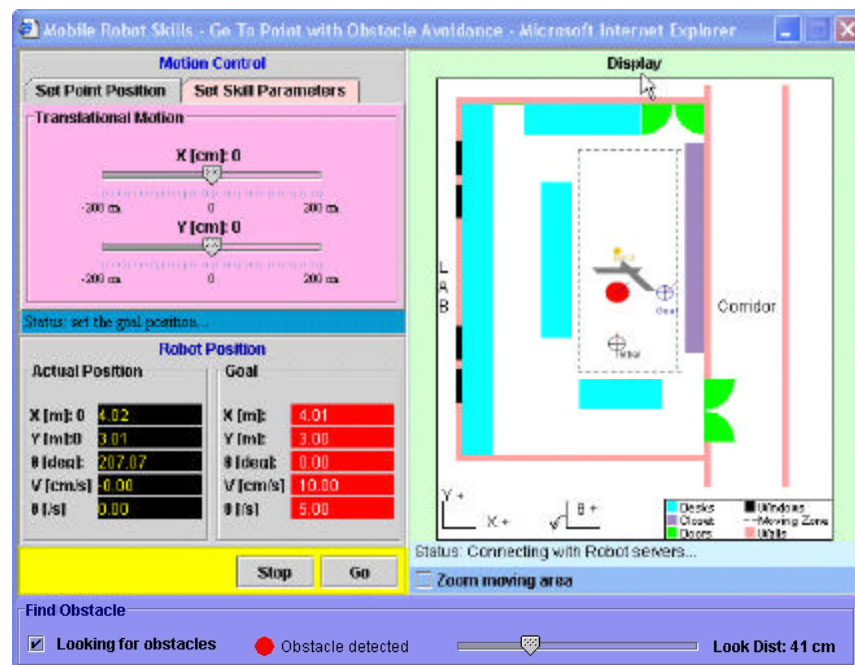 Mobile Robot Skills - Go To Point with Obstacle Avoidance - Microsoft Internet Explorer
Motion Control
Set Point Position
Set Skill Parameters
Translational Motion
X [cm]: 0
-200 cm 0 200 cm
Y [cm]: 0
-200 cm 0 200 cm
Status: set the goal position...
Robot Position
Actual Position
X [m]: 0 4.02
Y [m]:0 3.01
θ [deg]: 207.07
V [cm/s] -0.00
θ [/s] 0.00
Goal
X [m]: 4.01
Y [m]: 3.00
θ [deg]: 0.00
V [cm/s] 10.00
θ [/s] 5.00
Stop
Go
Display
LAB
Corridor
Goal
Initial
Y +
X +
θ +
Desks
Closet
Doors
Windows
Moving Zone
Walls
Status: Connecting with Robot servers...
Zoom moving area
Find Obstacle
Looking for obstacles
Obstacle detected
Look Dist: 41 cm